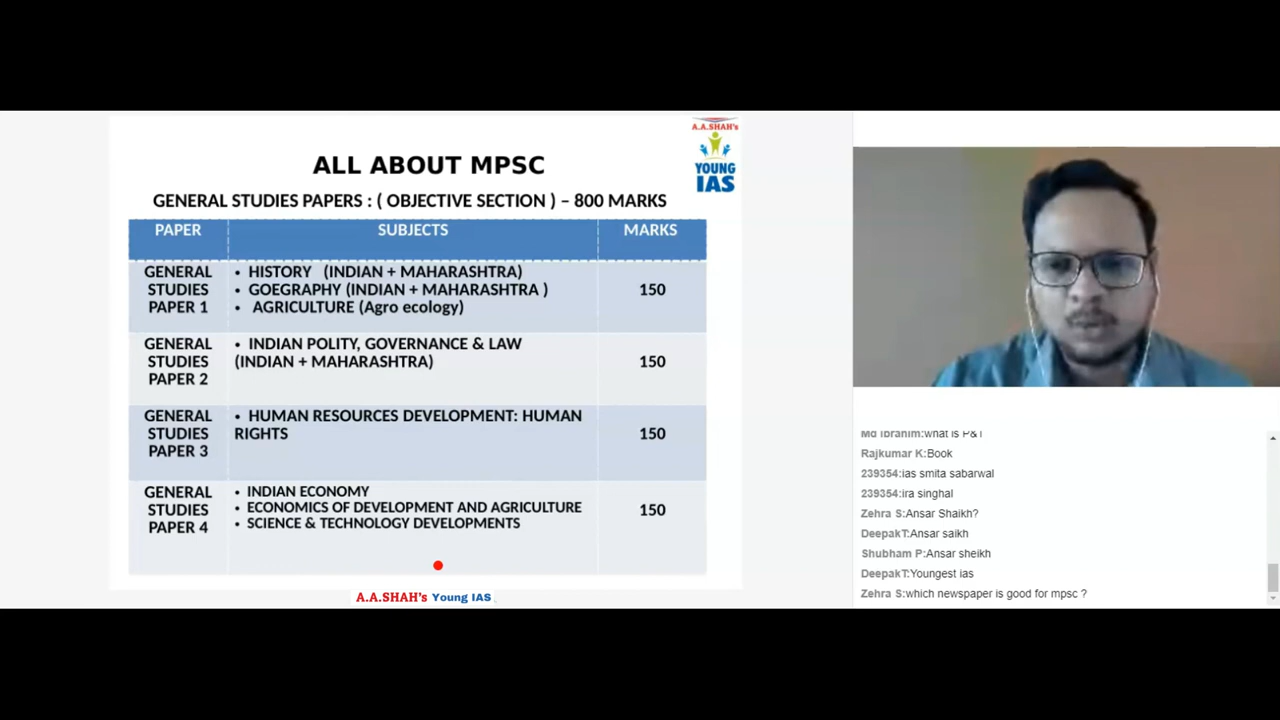 A.A.SHAH's
YOUNG
IAS
ALL ABOUT MPSC
GENERAL STUDIES PAPERS : ( OBJECTIVE SECTION ) – 800 MARKS
PAPER SUBJECTS MARKS
GENERAL STUDIES PAPER 1
• HISTORY (INDIAN + MAHARASHTRA)
• GOEGRAPHY (INDIAN + MAHARASHTRA )
• AGRICULTURE (Agro ecology)
150
GENERAL STUDIES PAPER 2
• INDIAN POLITY, GOVERNANCE & LAW
(INDIAN + MAHARASHTRA)
150
GENERAL STUDIES PAPER 3
• HUMAN RESOURCES DEVELOPMENT: HUMAN
RIGHTS
150
GENERAL STUDIES PAPER 4
• INDIAN ECONOMY
• ECONOMICS OF DEVELOPMENT AND AGRICULTURE
• SCIENCE & TECHNOLOGY DEVELOPMENTS
150
A.A.SHAH's Young IAS
Md Ibrahim:what is P&T
Rajkumar K:Book
239354:ias smita sabarwal
239354:ira singhal
Zehra S:Ansar Shaikh?
DeepakT:Ansar saikh
Shubham P:Ansar sheikh
DeepakT:Youngest ias
Zehra S:which newspaper is good for mpsc ?